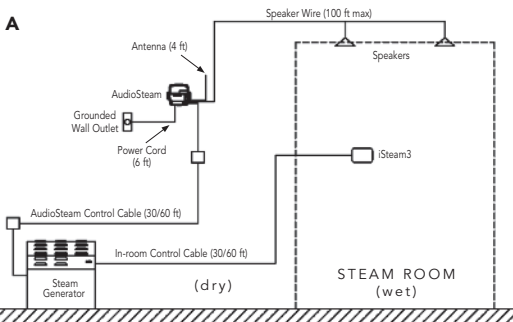 A
Speaker Wire (100 ft max)
Antenna (4 ft)
Speakers
AudioSteam
Grounded
Wall Outlet
Power Cord
(6 ft)
iSteam3
AudioSteam Control Cable (30/60 ft)
In-room Control Cable (30/60 ft)
Steam
Generator
(dry)
STEAM ROOM
(wet)